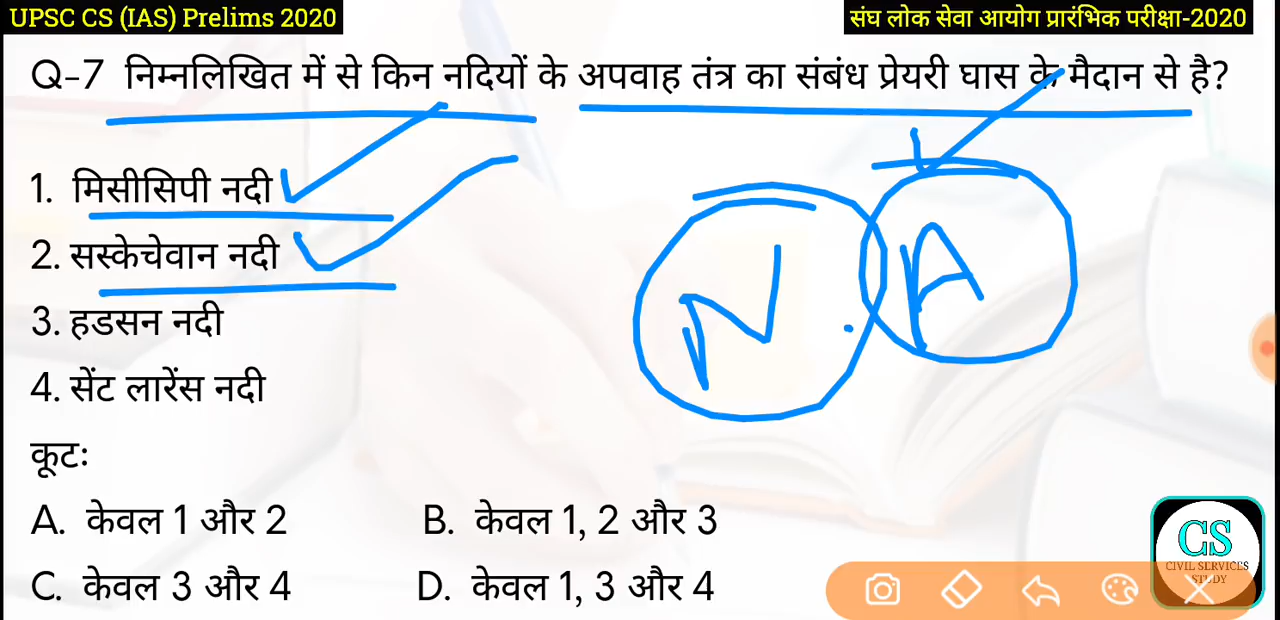 UPSC CS (IAS) Prelims 2020
संघ लोक सेवा आयोग प्रारंभिक परीक्षा-2020
Q-7 निम्नलिखित में से किन नदियों के अपवाह तंत्र का संबंध प्रेयरी घास के मैदान से है?
1. मिसीसिपी नदी
2. सस्केचेवान नदी
N.A
3. हडसन नदी
4. सेंट लारेंस नदी
कूटः
A. केवल 1 और 2
B. केवल 1, 2 और 3
C. केवल 3 और 4
D. केवल 1, 3 और 4
CS
CIVIL SERVICES
STUDY